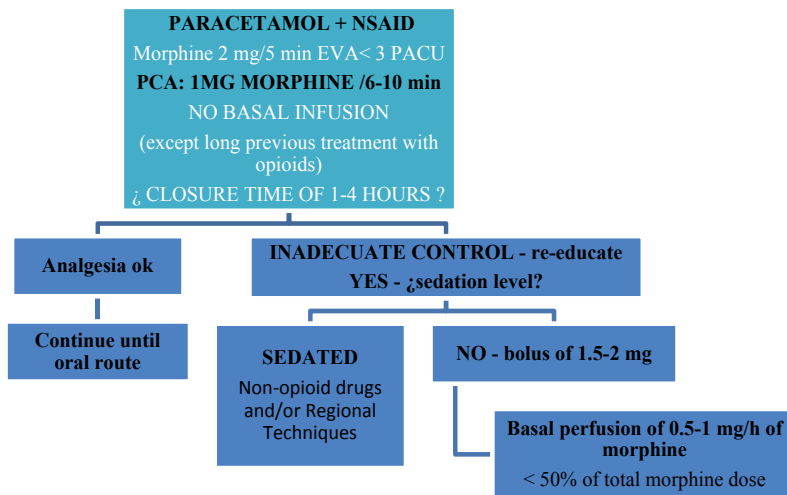 PARACETAMOL + NSAID
Morphine 2 mg/5 min EVA< 3 PACU
PCA: 1MG MORPHINE /6-10 min
NO BASAL INFUSION
(except long previous treatment with
opioids)
¿ CLOSURE TIME OF 1-4 HOURS ?
Analgesia ok
Continue until
oral route
INADECUATE CONTROL - re-educate
YES - ¿sedation level?
SEDATED
Non-opioid drugs
and/or Regional
Techniques
NO - bolus of 1.5-2 mg
Basal perfusion of 0.5-1 mg/h of
morphine
< 50% of total morphine dose